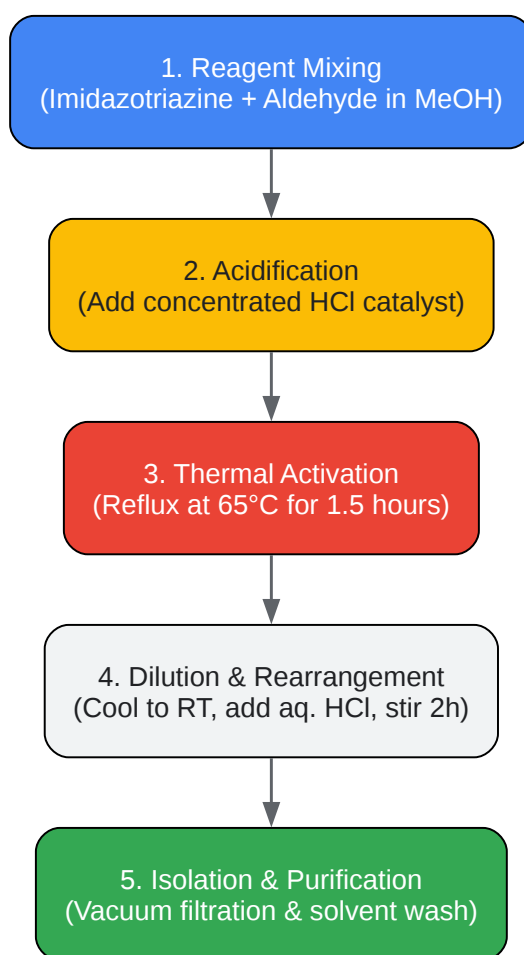 1. Reagent Mixing
(Imidazotriazine + Aldehyde in MeOH)
2. Acidification
(Add concentrated HCl catalyst)
3. Thermal Activation
(Reflux at 65°C for 1.5 hours)
4. Dilution & Rearrangement
(Cool to RT, add aq. HCl, stir 2h)
5. Isolation & Purification
(Vacuum filtration & solvent wash)